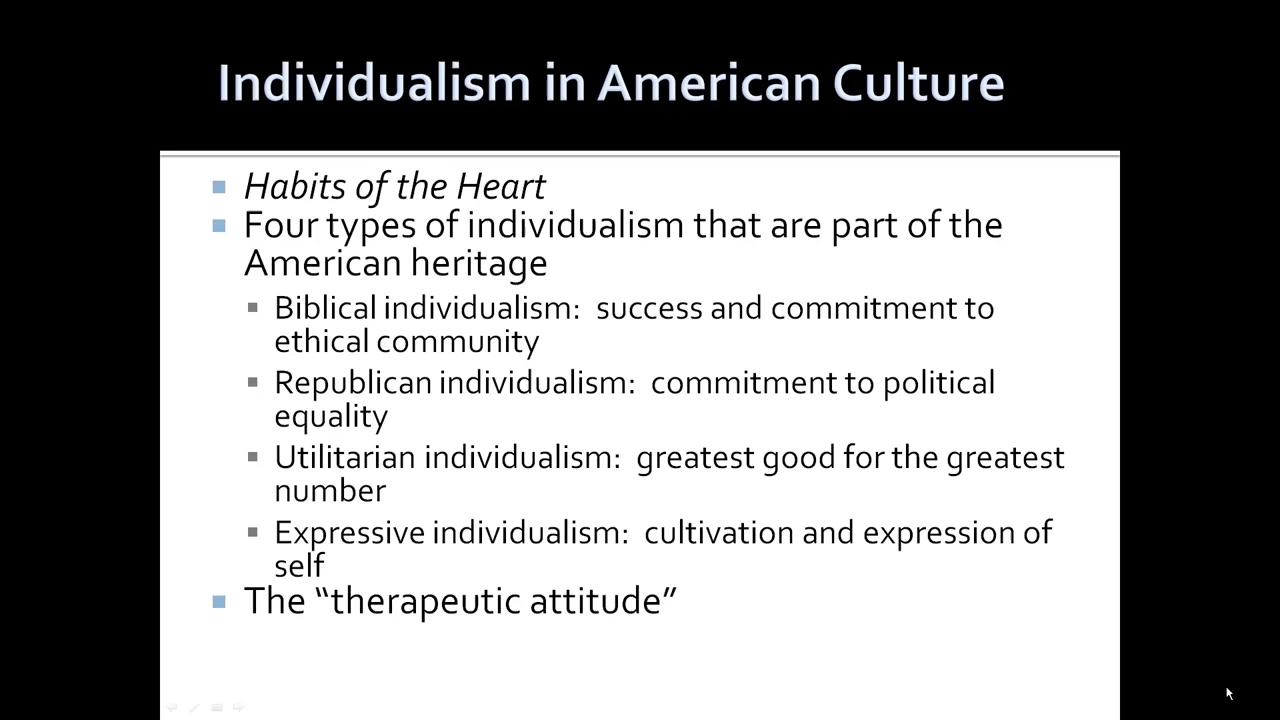 Individualism in American Culture
Habits of the Heart
Four types of individualism that are part of the
American heritage
Biblical individualism:  success and commitment to
ethical community
Republican individualism:  commitment to political
equality
Utilitarian individualism:  greatest good for the greatest
number
Expressive individualism:  cultivation and expression of
self
The “therapeutic attitude”